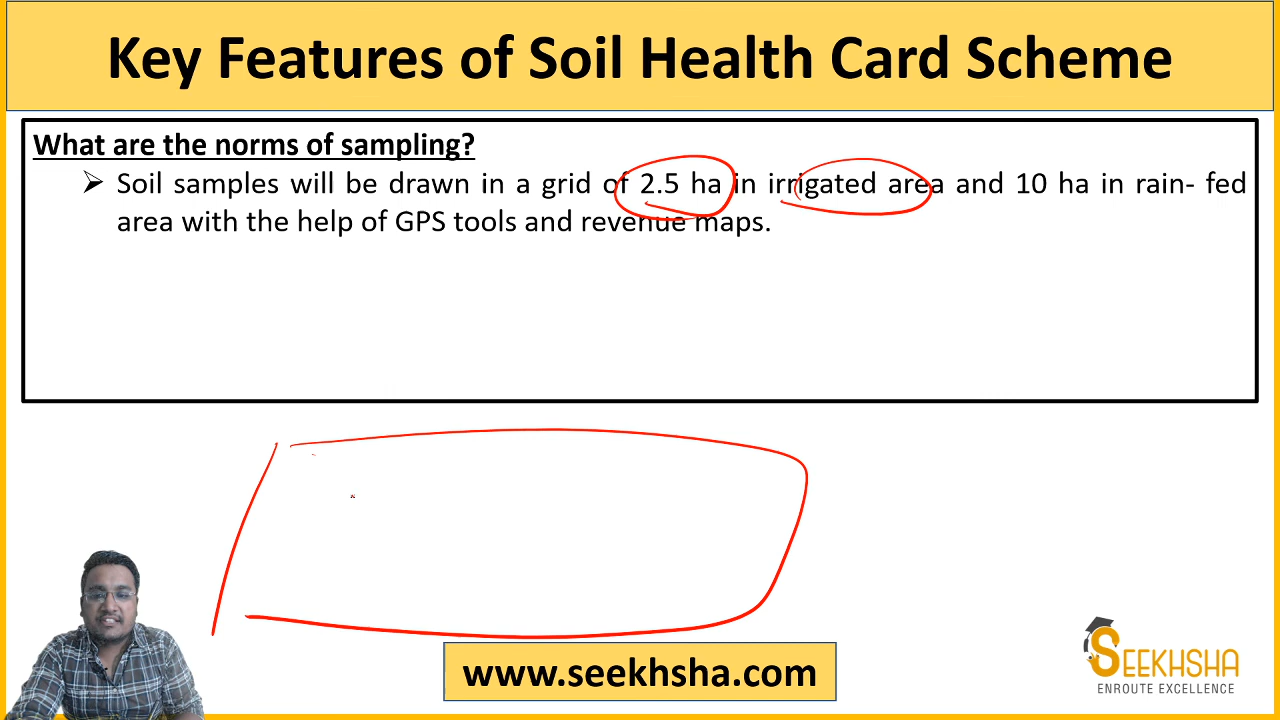 Key Features of Soil Health Card Scheme
What are the norms of sampling?
➢ Soil samples will be drawn in a grid of 2.5 ha in irrigated area and 10 ha in rain- fed
area with the help of GPS tools and revenue maps.
www.seekhsha.com
SEEKHSHA
ENROUTE EXCELLENCE